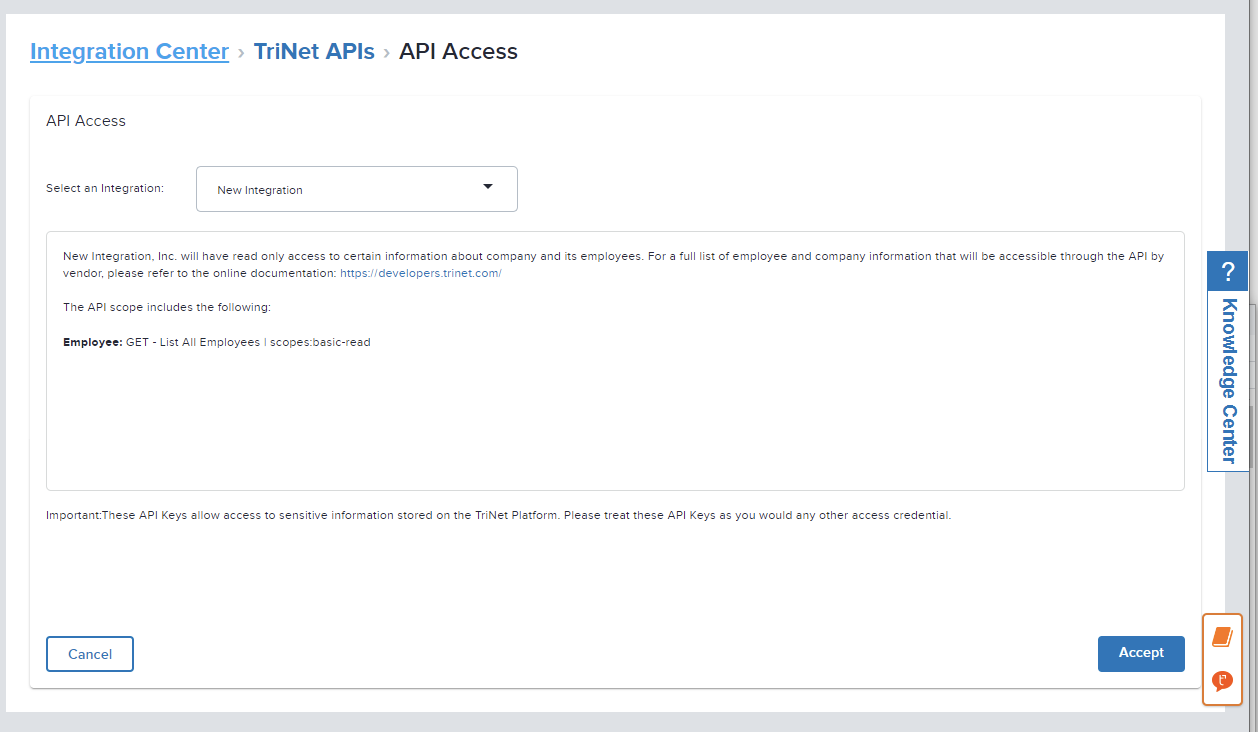 Integration Center › TriNet APIs › API Access
API Access
Select an Integration:
New Integration
New Integration, Inc. will have read only access to certain information about company and its employees. For a full list of employee and company information that will be accessible through the API by
vendor, please refer to the online documentation: https://developers.trinet.com/
The API scope includes the following:
Employee: GET - List All Employees | scopes:basic-read
Important:These API Keys allow access to sensitive information stored on the TriNet Platform. Please treat these API Keys as you would any other access credential.
Cancel
Accept
?
Knowledge Center
t